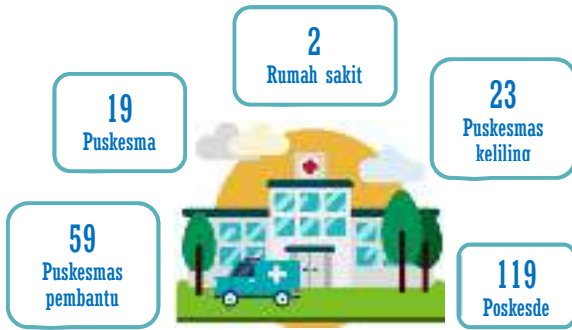 2
Rumah sakit
19
Puskesma
23
Puskesmas
keliling
59
Puskesmas
pembantu
119
Poskesde